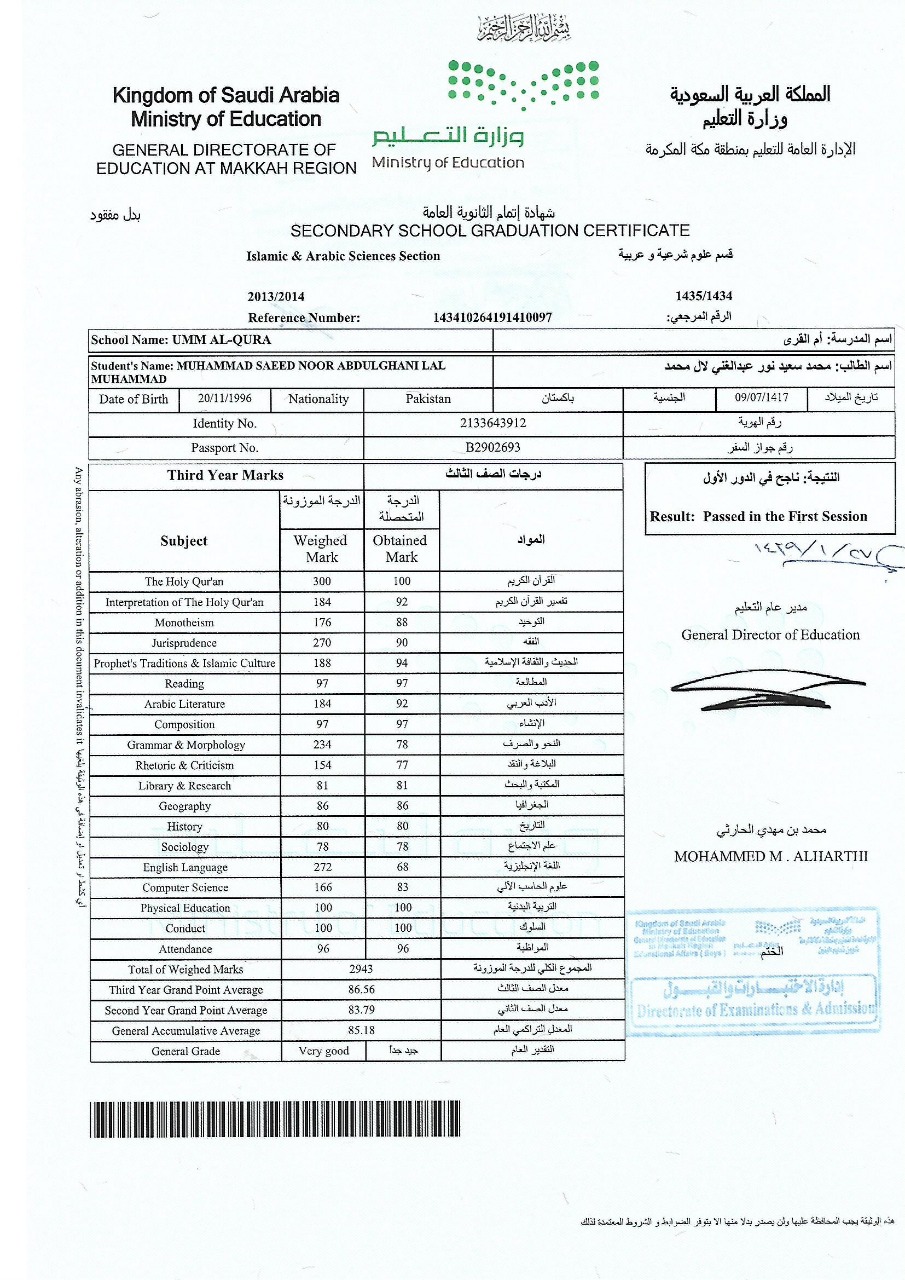 بسم الله الرحمن الرحيم
Kingdom of Saudi Arabia
Ministry of Education
GENERAL DIRECTORATE OF
EDUCATION AT MAKKAH REGION
وزارة التعـلـيم
Ministry of Education
المملكة العربية السعودية
وزارة التعليم
الإدارة العامة للتعليم بمنطقة مكة المكرمة
بدل مفقود
شهادة إتمام الثانوية العامة
SECONDARY SCHOOL GRADUATION CERTIFICATE
Islamic & Arabic Sciences Section قسم علوم شرعية و عربية
2013/2014 1435/1434
Reference Number: 143410264191410097 الرقم المرجعي:
School Name: UMM AL-QURA اسم المدرسة: أم القرى
Student's Name: MUHAMMAD SAEED NOOR ABDULGHANI LAL
MUHAMMAD
اسم الطالب: محمد سعيد نور عبدالغني لال محمد
Date of Birth 20/11/1996 Nationality Pakistan باكستان الجنسية 09/07/1417 تاريخ الميلاد
Identity No. 2133643912 رقم الهوية
Passport No. B2902693 رقم جواز السفر
Third Year Marks درجات الصف الثالث
Subject الدرجة الموزونة الدرجة المتحصلة المواد
Weighed Mark Obtained Mark
The Holy Qur'an 300 100 القرآن الكريم
Interpretation of The Holy Qur'an 184 92 تفسير القرآن الكريم
Monotheism 176 88 التوحيد
Jurisprudence 270 90 الفقه
Prophet's Traditions & Islamic Culture 188 94 الحديث والثقافة الإسلامية
Reading 97 97 المطالعة
Arabic Literature 184 92 الأدب العربي
Composition 97 97 الإنشاء
Grammar & Morphology 234 78 النحو والصرف
Rhetoric & Criticism 154 77 البلاغة والنقد
Library & Research 81 81 المكتبة والبحث
Geography 86 86 الجغرافيا
History 80 80 التاريخ
Sociology 78 78 علم الاجتماع
English Language 272 68 اللغة الإنجليزية
Computer Science 166 83 علوم الحاسب الآلي
Physical Education 100 100 التربية البدنية
Conduct 100 100 السلوك
Attendance 96 96 المواظبة
Total of Weighed Marks 2943 المجموع الكلي للدرجة الموزونة
Third Year Grand Point Average 86.56 معدل الصف الثالث
Second Year Grand Point Average 83.79 معدل الصف الثاني
General Accumulative Average 85.18 المعدل التراكمي العام
General Grade Very good جيد جداً التقدير العام
النتيجة: ناجح في الدور الأول
Result: Passed in the First Session
١٤٣٩/١/٢٧
مدير عام التعليم
General Director of Education
محمد بن مهدي الحارثي
MOHAMMED M . ALHARTHI
Kingdom of Saudi Arabia
Ministry of Education
General Directorate of Education
in Makkah Region
Educational Affairs ( Boys )
الختم
إدارة الاختبـارات والقبـول
Directorate of Examinations & Admission
Any abrasion, alteration or addition in this document invalidates it أي كشط أو تعديل أو إضافة في هذه الوثيقة يلغيها
هذه الوثيقة يجب المحافظة عليها ولن يصدر بدلا منها الا بتوفر الضوابط و الشروط المعتمدة لذلك